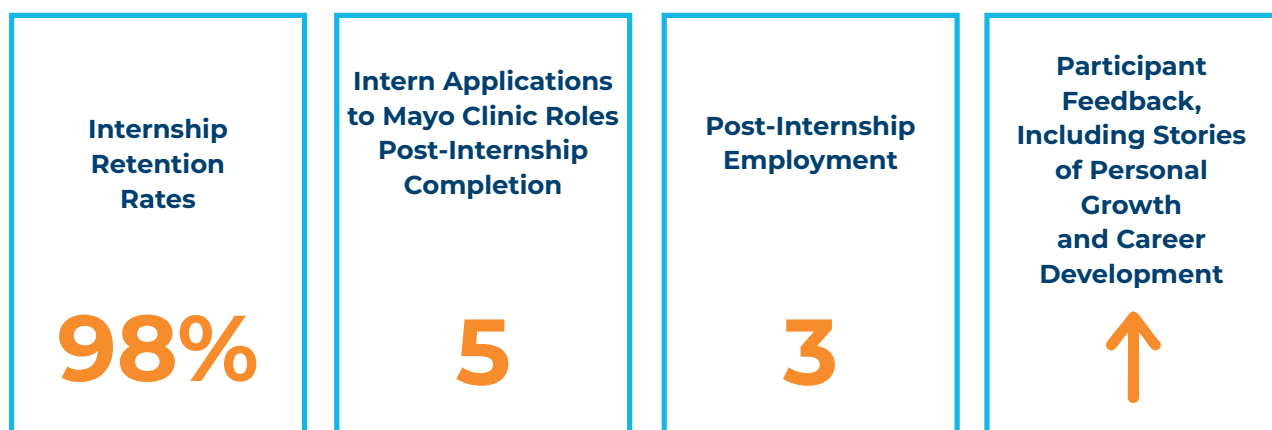 Internship
Retention
Rates
98%
Intern Applications
to Mayo Clinic Roles
Post-Internship
Completion
5
Post-Internship
Employment
3
Participant
Feedback,
Including Stories
of Personal
Growth
and Career
Development